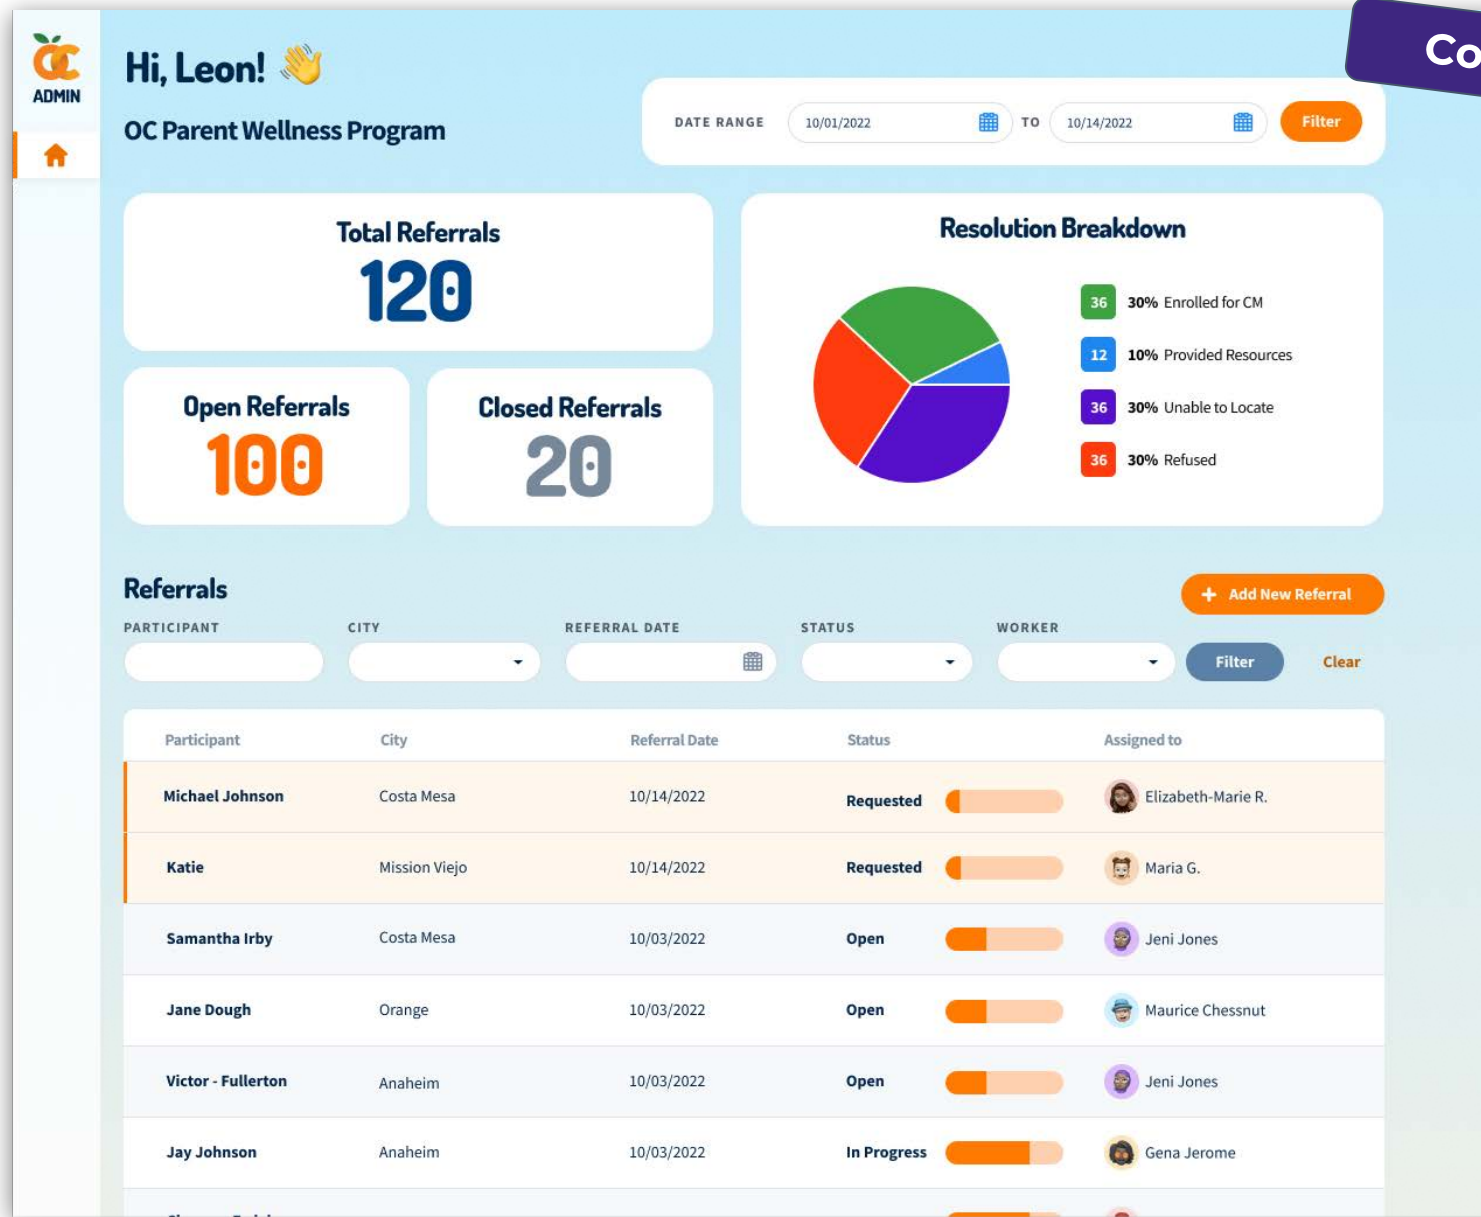 OC
ADMIN
Hi, Leon!
OC Parent Wellness Program
Co
DATE RANGE 10/01/2022 TO 10/14/2022 Filter
Total Referrals
120
Open Referrals
100
Closed Referrals
20
Resolution Breakdown
36 30% Enrolled for CM
12 10% Provided Resources
36 30% Unable to Locate
36 30% Refused
Referrals
+ Add New Referral
PARTICIPANT CITY REFERRAL DATE STATUS WORKER
Filter Clear
Participant City Referral Date Status Assigned to
Michael Johnson Costa Mesa 10/14/2022 Requested Elizabeth-Marie R.
Katie Mission Viejo 10/14/2022 Requested Maria G.
Samantha Irby Costa Mesa 10/03/2022 Open Jeni Jones
Jane Dough Orange 10/03/2022 Open Maurice Chessnut
Victor - Fullerton Anaheim 10/03/2022 Open Jeni Jones
Jay Johnson Anaheim 10/03/2022 In Progress Gena Jerome